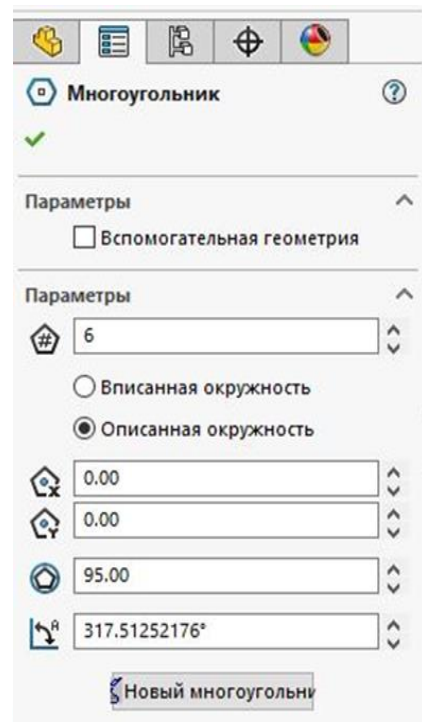 Многоугольник
Параметры
Вспомогательная геометрия
Параметры
6
Вписанная окружность
Описанная окружность
0.00
0.00
95.00
317.51252176°
Новый многоугольни